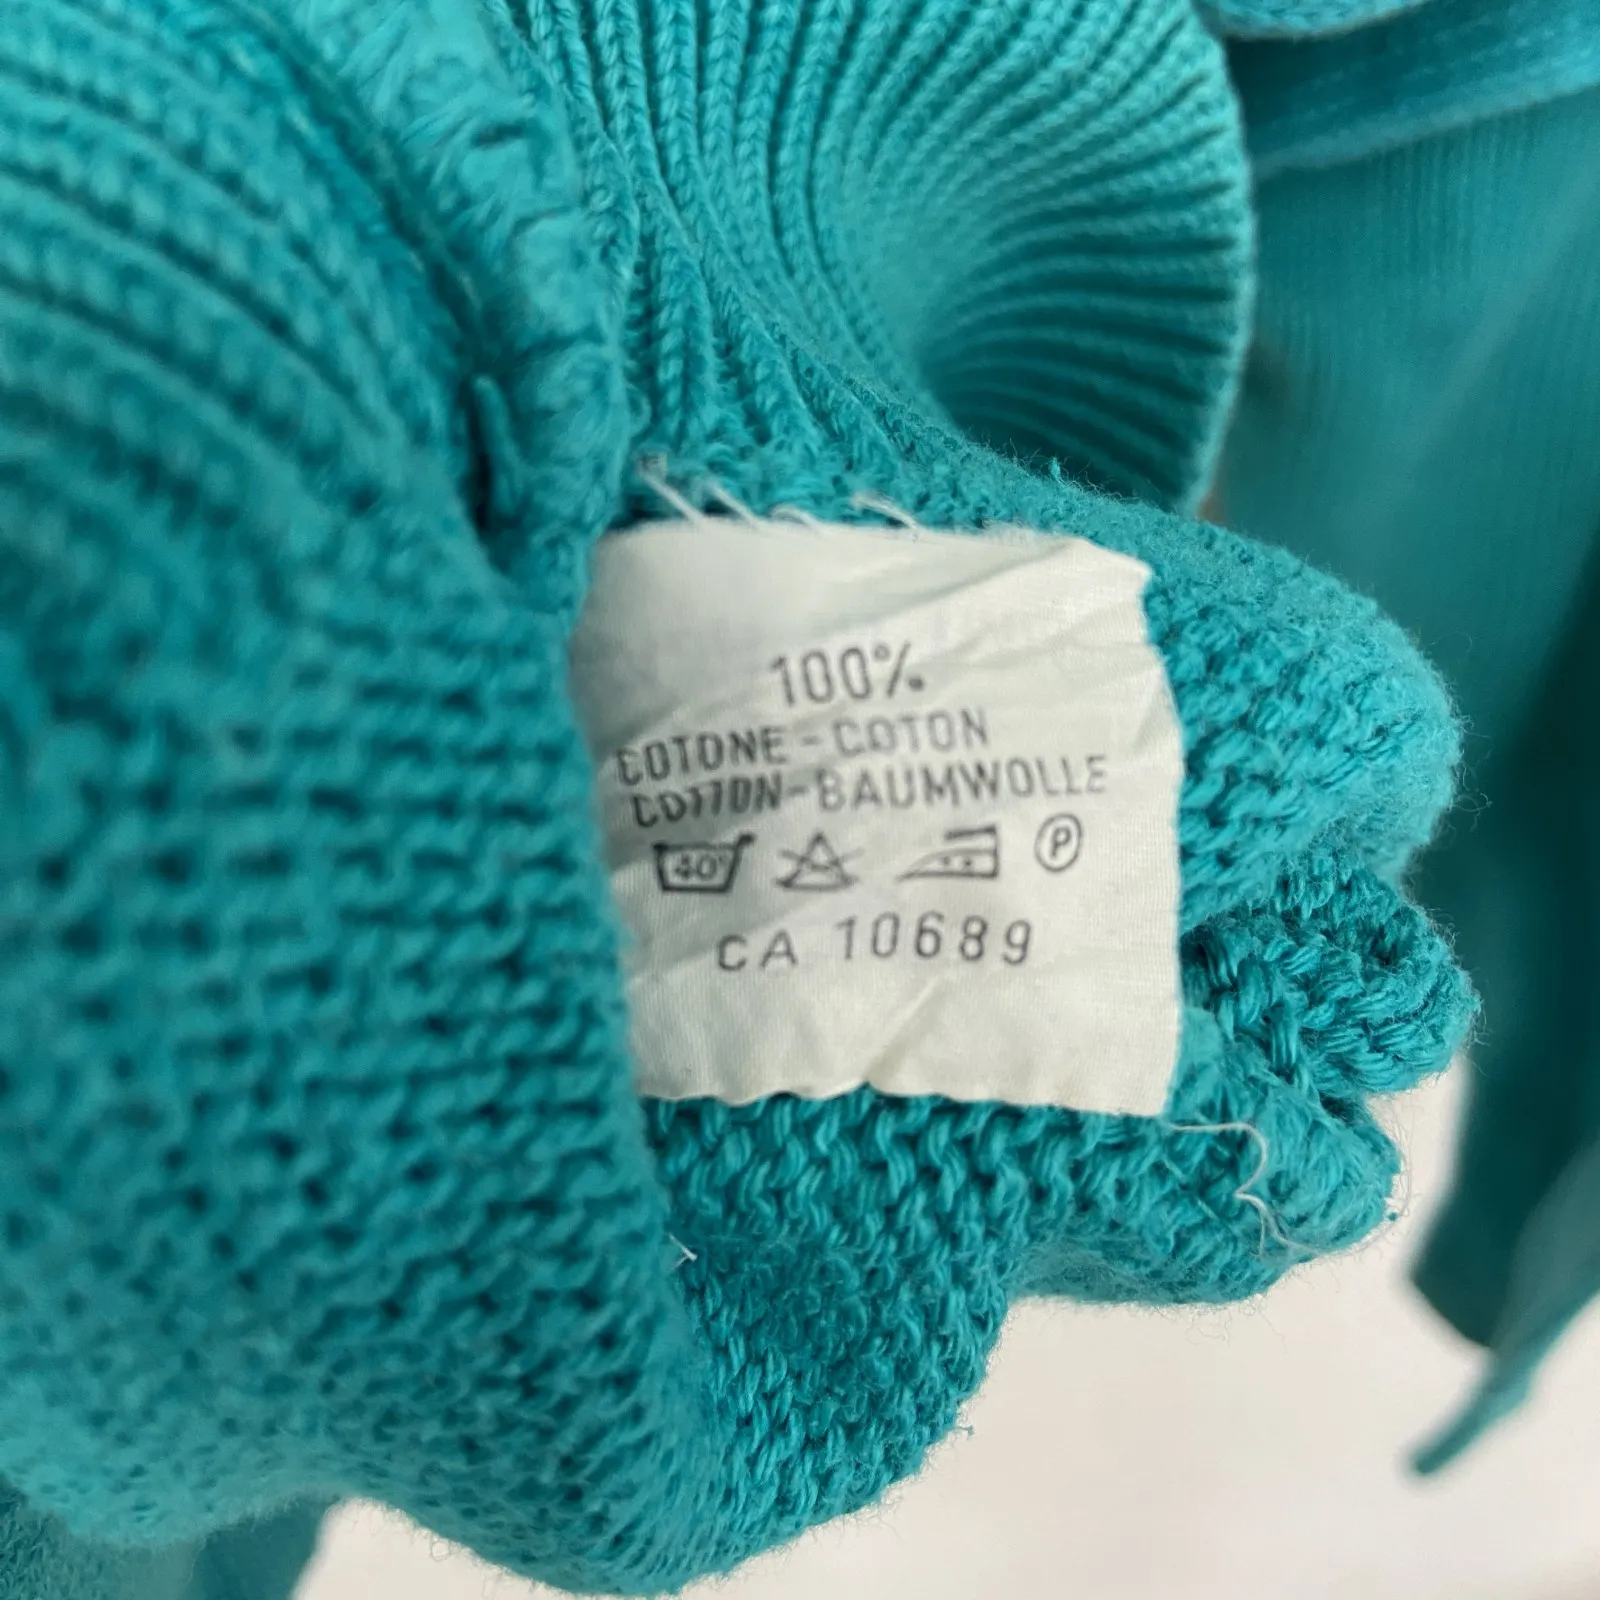 100%
COTONE-COTON
COTTON-BAUMWOLLE
40° P
CA 10689